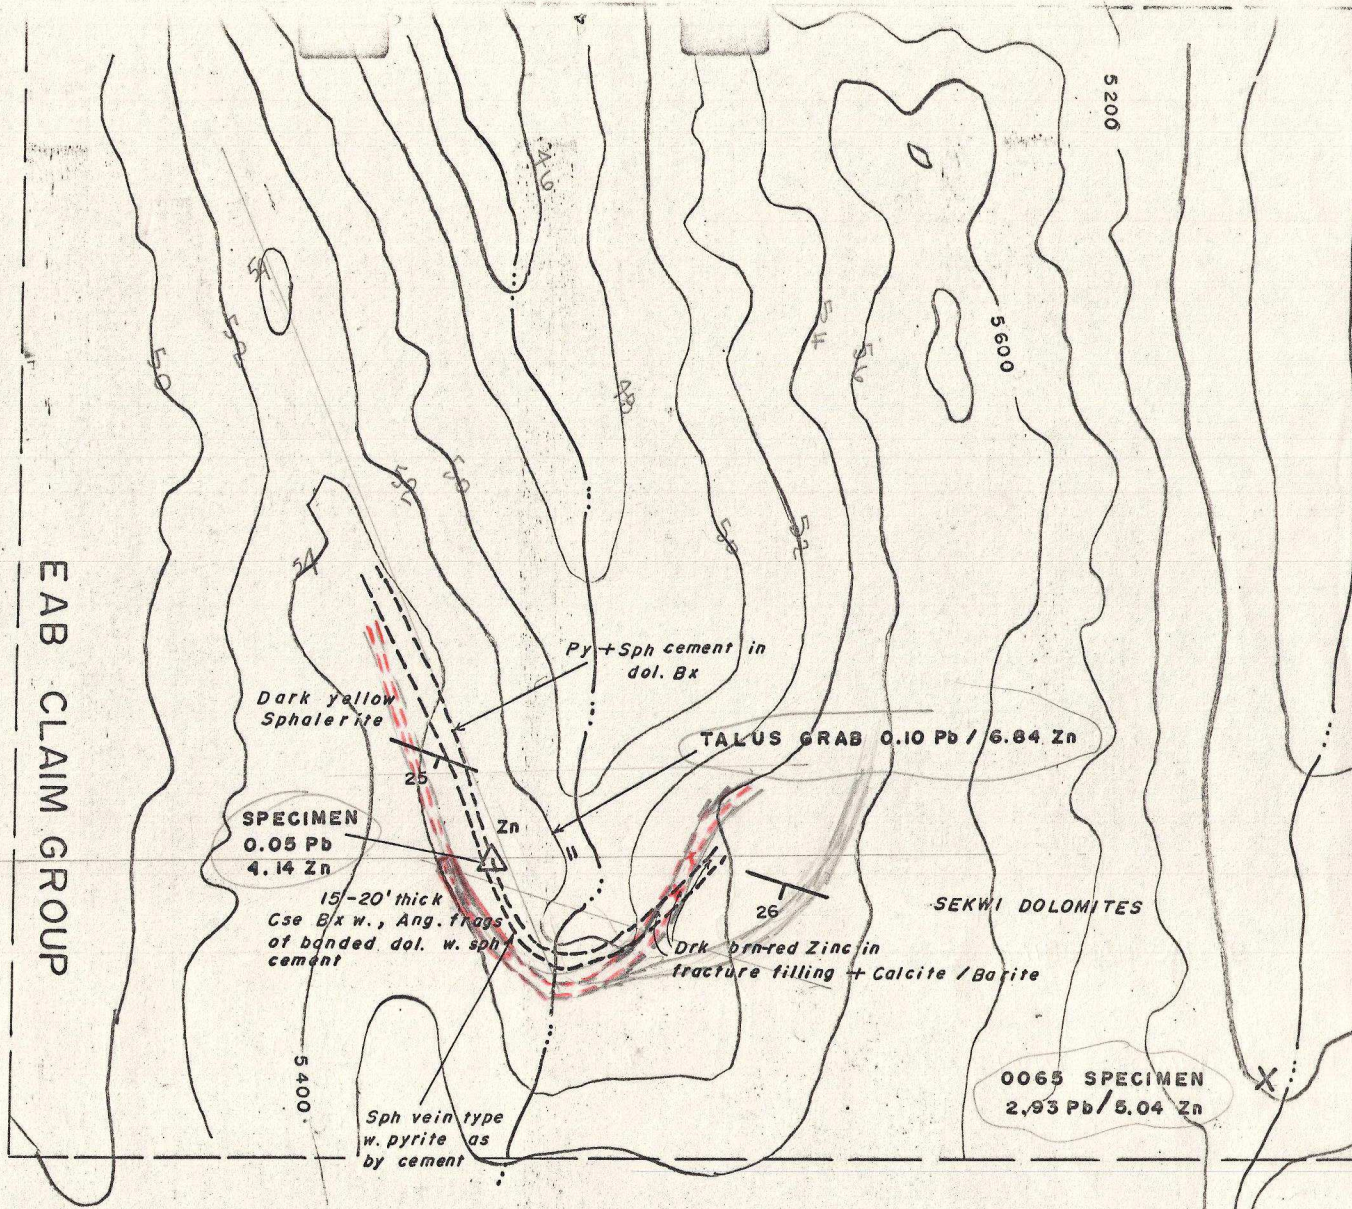 5200
46
54
52
50
5600
54
56
48
52
50
50
52
54
EAB CLAIM GROUP
Py + Sph cement in
dol. Bx
Dark yellow
Sphalerite
25
TALUS GRAB 0.10 Pb / 6.84 Zn
SPECIMEN
0.05 Pb
4.14 Zn
Zn
15-20' thick
Cse Bx w., Ang. frags
of banded dol. w. sph
cement
26
SEKWI DOLOMITES
Drk brn-red Zinc in
fracture filling + Calcite / Barite
5400
0065 SPECIMEN
2.93 Pb / 5.04 Zn
X
Sph vein type
w. pyrite as
by cement